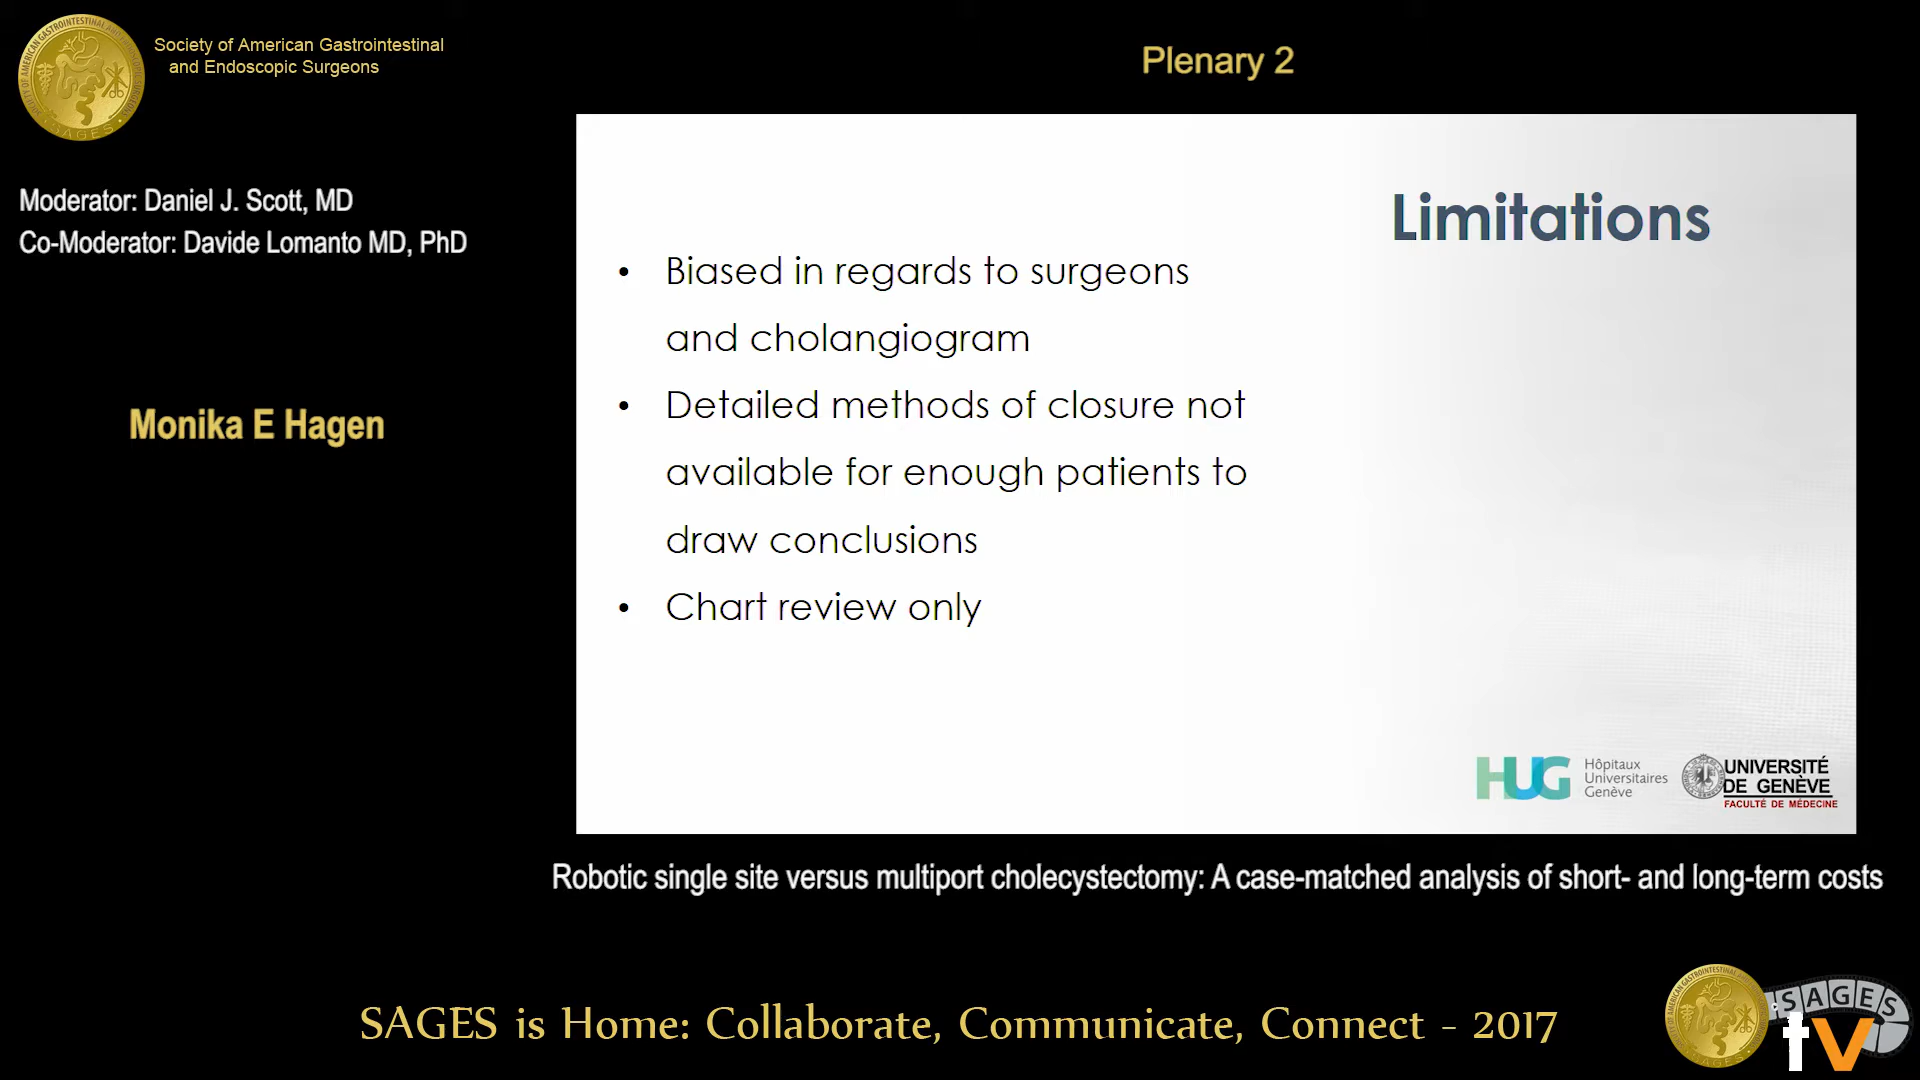 Society of American Gastrointestinal
and Endoscopic Surgeons
SAGES
Plenary 2
Moderator: Daniel J. Scott, MD
Co-Moderator: Davide Lomanto MD, PhD
Monika E Hagen
Limitations
• Biased in regards to surgeons
and cholangiogram
• Detailed methods of closure not
available for enough patients to
draw conclusions
• Chart review only
HUG
Hôpitaux
Universitaires
Genève
UNIVERSITÉ
DE GENÈVE
FACULTÉ DE MÉDECINE
Robotic single site versus multiport cholecystectomy: A case-matched analysis of short- and long-term costs
SAGES is Home: Collaborate, Communicate, Connect - 2017
SAGES
tv